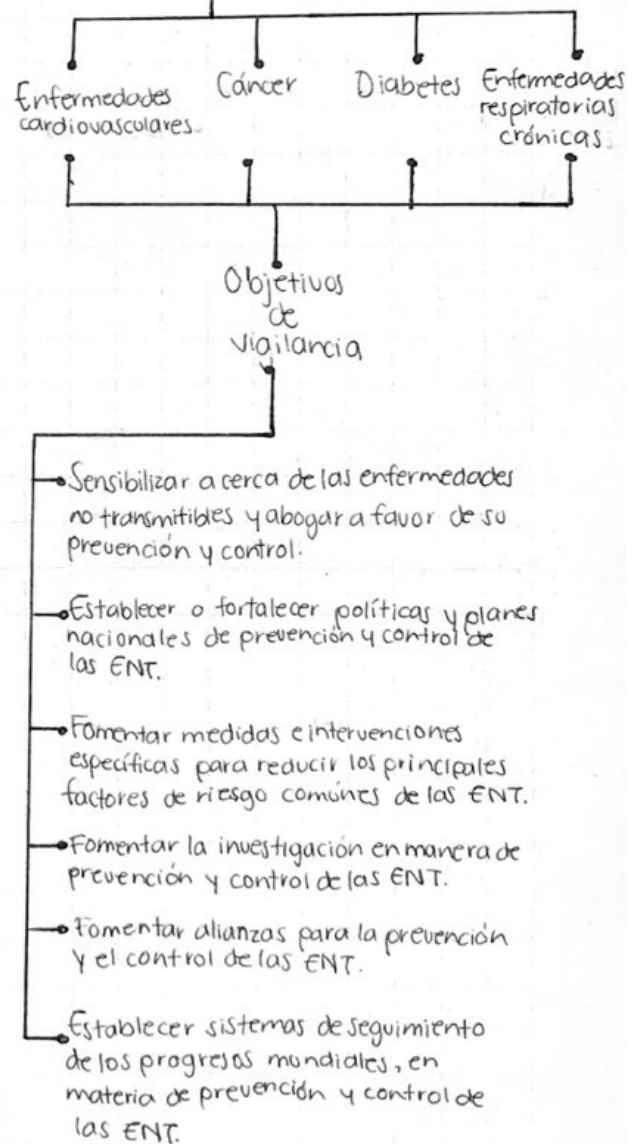 Enfermedades
cardiovasculares.
Cáncer
Diabetes
Enfermedades
respiratorias
crónicas.
Objetivos
de
vigilancia
Sensibilizar a cerca de las enfermedades
no transmitibles y abogar a favor de su
prevención y control.
Establecer o fortalecer políticas y planes
nacionales de prevención y control de
las ENT.
Fomentar medidas e intervenciones
específicas para reducir los principales
factores de riesgo comunes de las ENT.
Fomentar la investigación en manera de
prevención y control de las ENT.
Fomentar alianzas para la prevención
y el control de las ENT.
Establecer sistemas de seguimiento
de los progresos mundiales, en
materia de prevención y control de
las ENT.